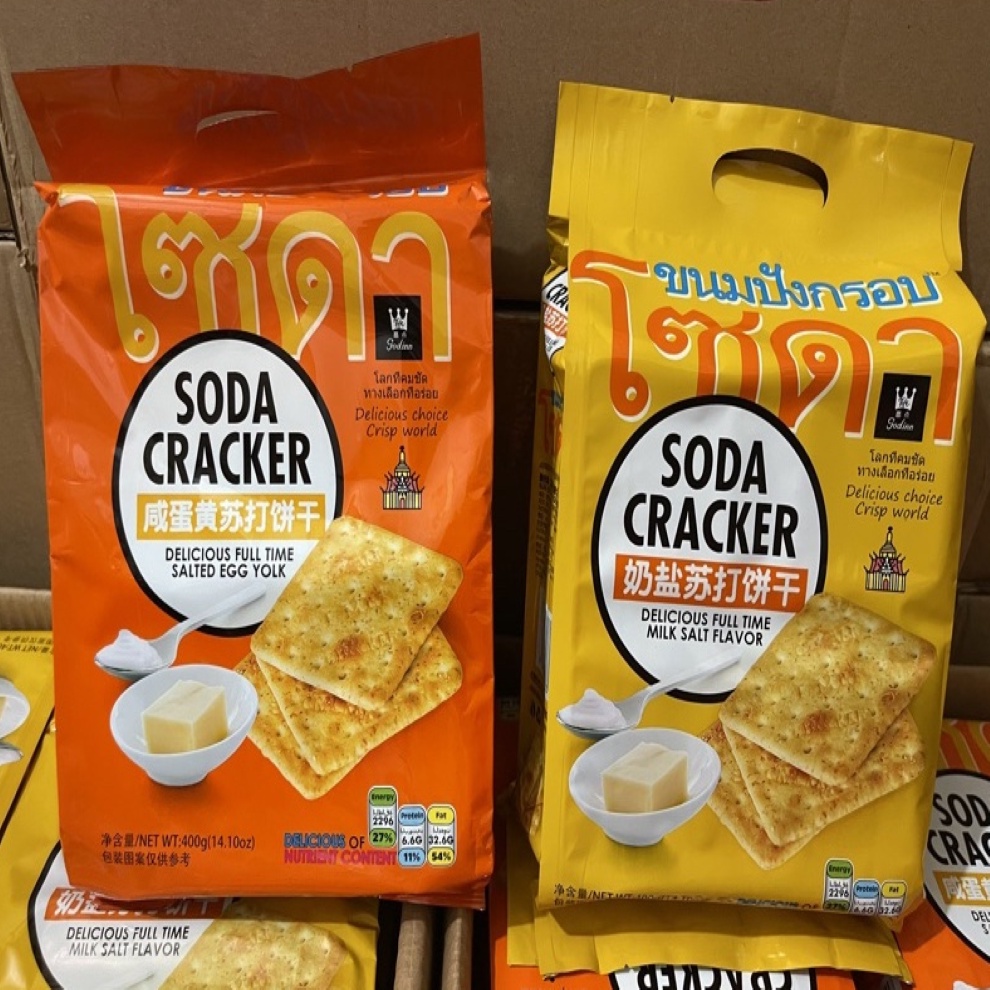 โซดา
Godinn
โลกที่คมชัด
ทางเลือกที่อร่อย
Delicious choice
Crisp world
SODA
CRACKER
咸蛋黄苏打饼干
DELICIOUS FULL TIME
SALTED EGG YOLK
Energy
2296
27%
Protein
6.6G
11%
Fat
32.6G
54%
净含量/NET WT:400g(14.10oz)
包装图案仅供参考
DELICIOUS OF
NUTRIENT CONTENT
ขนมปังกรอบ
โซดา
Godinn
โลกที่คมชัด
ทางเลือกที่อร่อย
Delicious choice
Crisp world
SODA
CRACKER
奶盐苏打饼干
DELICIOUS FULL TIME
MILK SALT FLAVOR
Energy
2296
27%
Protein
6.6G
Fat
32.6G
净含量/NET WT:
DELICIOUS OF
DELICIOUS FULL TIME
MILK SALT FLAVOR
CRACKER